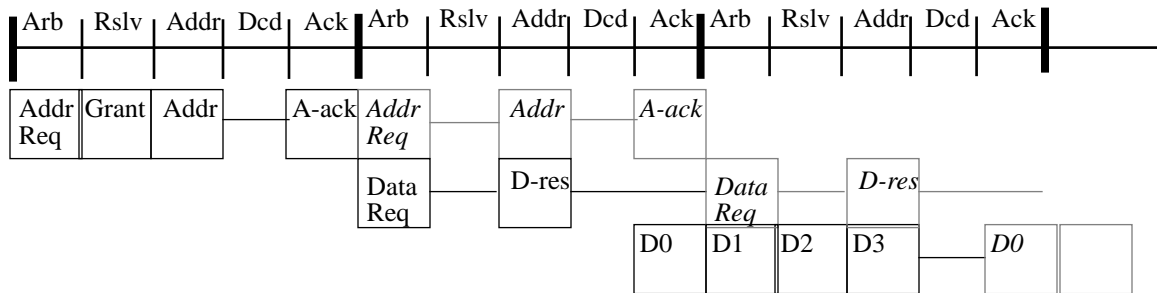 Arb Rslv Addr Dcd Ack Arb Rslv Addr Dcd Ack Arb Rslv Addr Dcd Ack
Addr Grant Addr A-ack Addr Addr A-ack
Req Req
Data D-res Data D-res
Req Req
D0 D1 D2 D3 D0